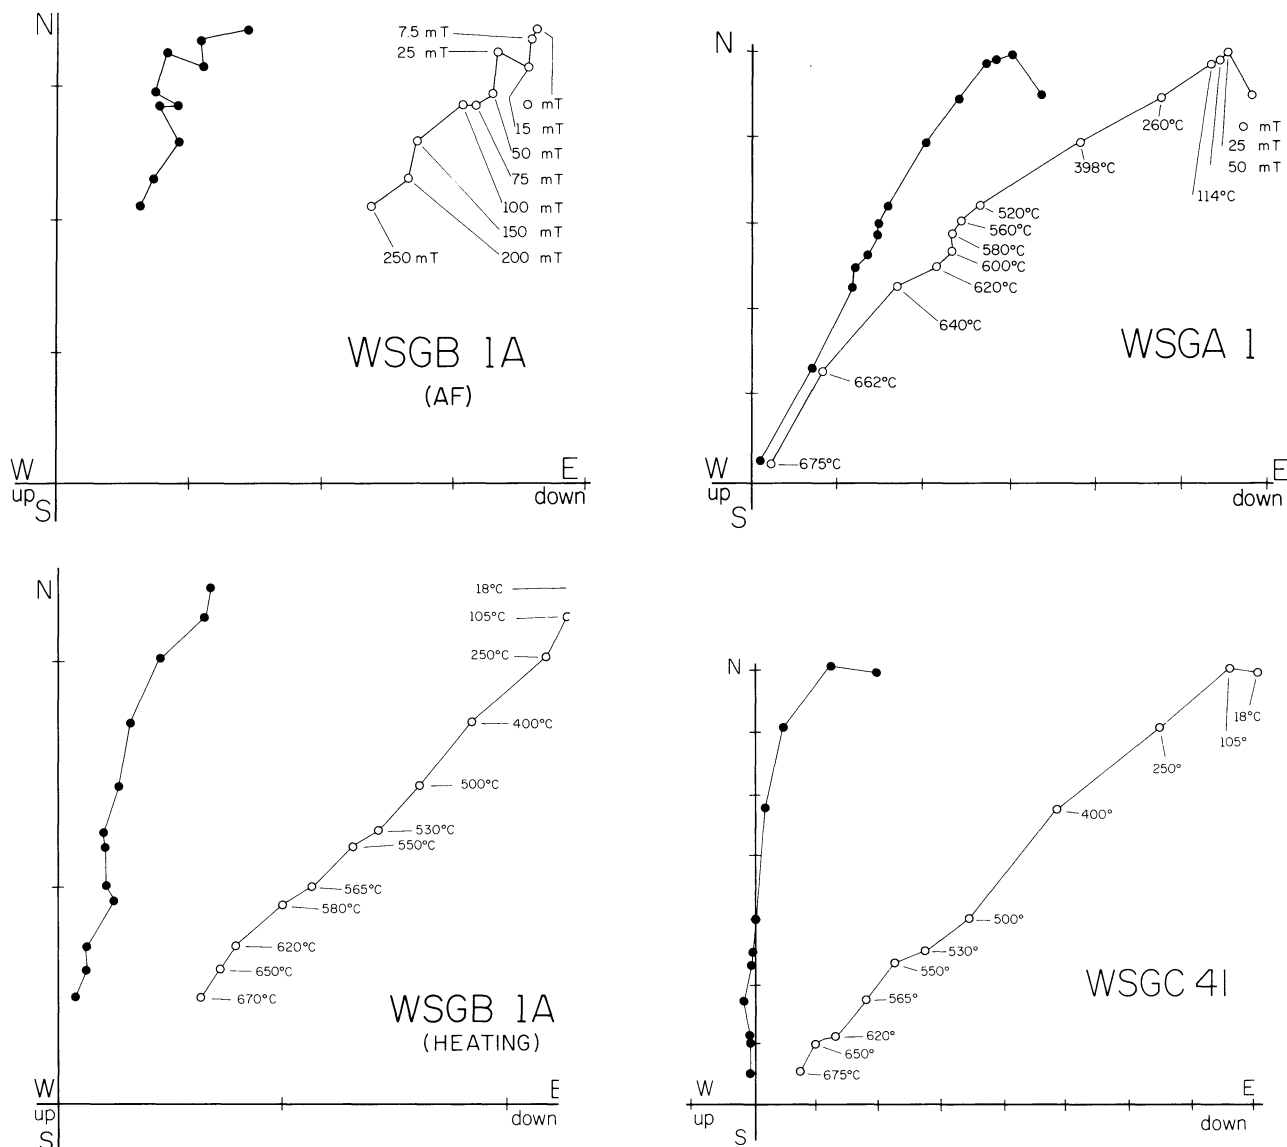 N
7.5 mT
25 mT
O mT
15 mT
50 mT
75 mT
100 mT
150 mT
250 mT
200 mT
WSGB 1A
(AF)
W
E
up
down
S
N
260°C
O mT
398°C
25 mT
50 mT
114°C
520°C
560°C
580°C
600°C
620°C
640°C
WSGA 1
662°C
675°C
W
E
up
down
S
N
18°C
105°C
250°C
400°C
500°C
530°C
550°C
565°C
580°C
620°C
650°C
670°C
WSGB 1A
(HEATING)
W
E
up
down
S
N
18°C
105°
250°
400°
500°
530°
550°
565°
620°
650°
675°C
WSGC 41
W
E
up
down
S